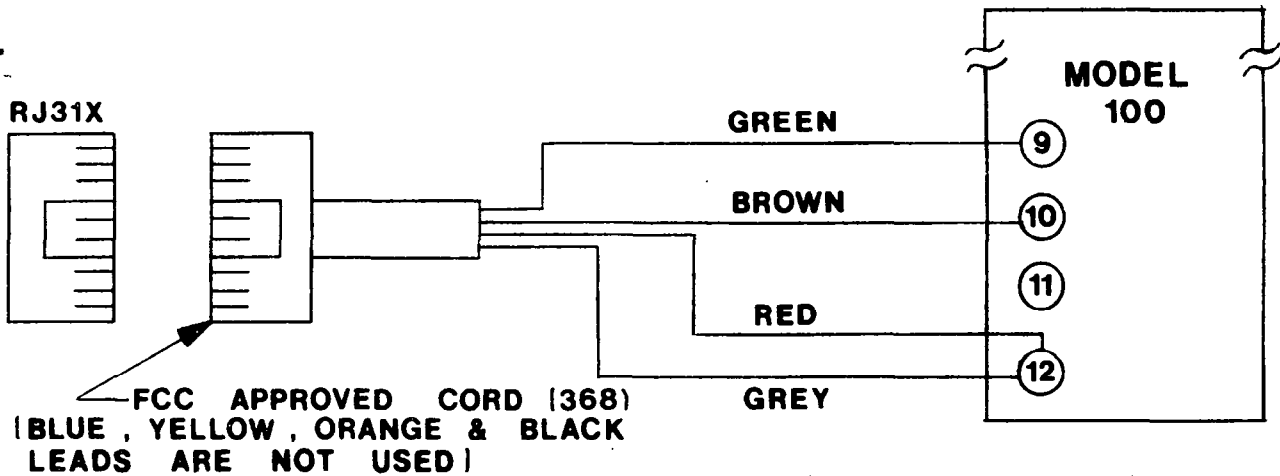 RJ31X
MODEL
100
GREEN
9
BROWN
10
11
RED
12
GREY
FCC APPROVED CORD (368)
(BLUE, YELLOW, ORANGE & BLACK
LEADS ARE NOT USED)